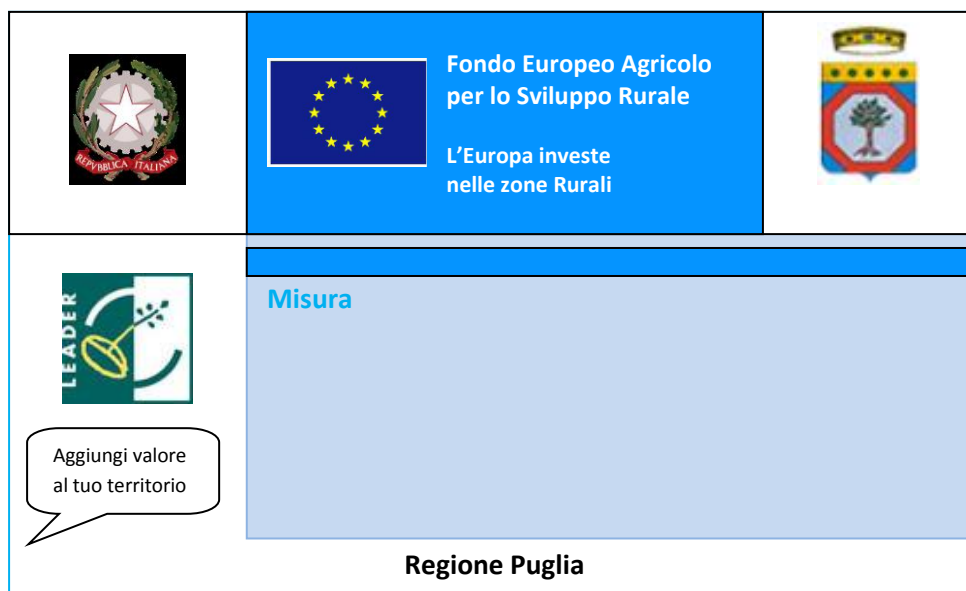 REPVBBLICA ITALIANA
Fondo Europeo Agricolo
per lo Sviluppo Rurale
L'Europa investe
nelle zone Rurali
LEADER
Misura
Aggiungi valore
al tuo territorio
Regione Puglia